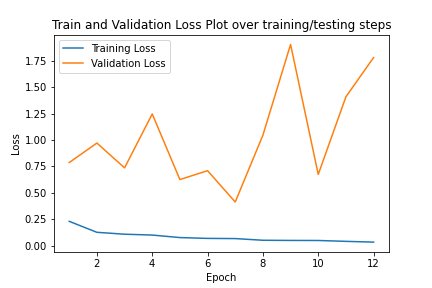 Train and Validation Loss Plot over training/testing steps
Training Loss
Validation Loss
1.75
1.50
1.25
1.00
0.75
0.50
0.25
0.00
Loss
2 4 6 8 10 12
Epoch